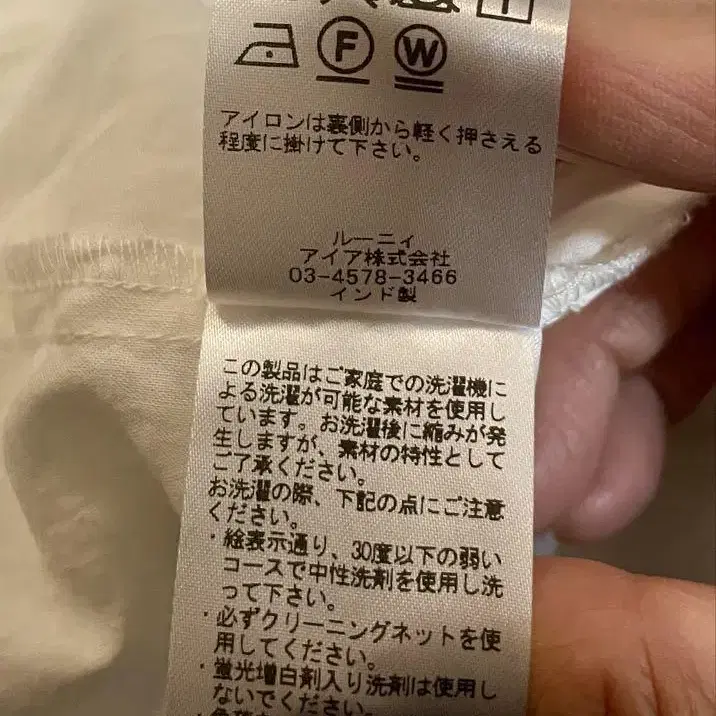 F W
アイロンは裏側から軽く押さえる
程度に掛けて下さい。
ルーニィ
アイア株式会社
03-4578-3466
インド製
この製品はご家庭での洗濯機に
よる洗濯が可能な素材を使用し
ています。お洗濯後に縮みが発
生しますが、素材の特性として
ご了承ください。
お洗濯の際、下記の点にご注意
ください。
・絵表示通り、30度以下の弱い
コースで中性洗剤を使用し洗
って下さい。
・必ずクリーニングネットを使
用してください。
・蛍光増白剤入り洗剤は使用し
ないでください。